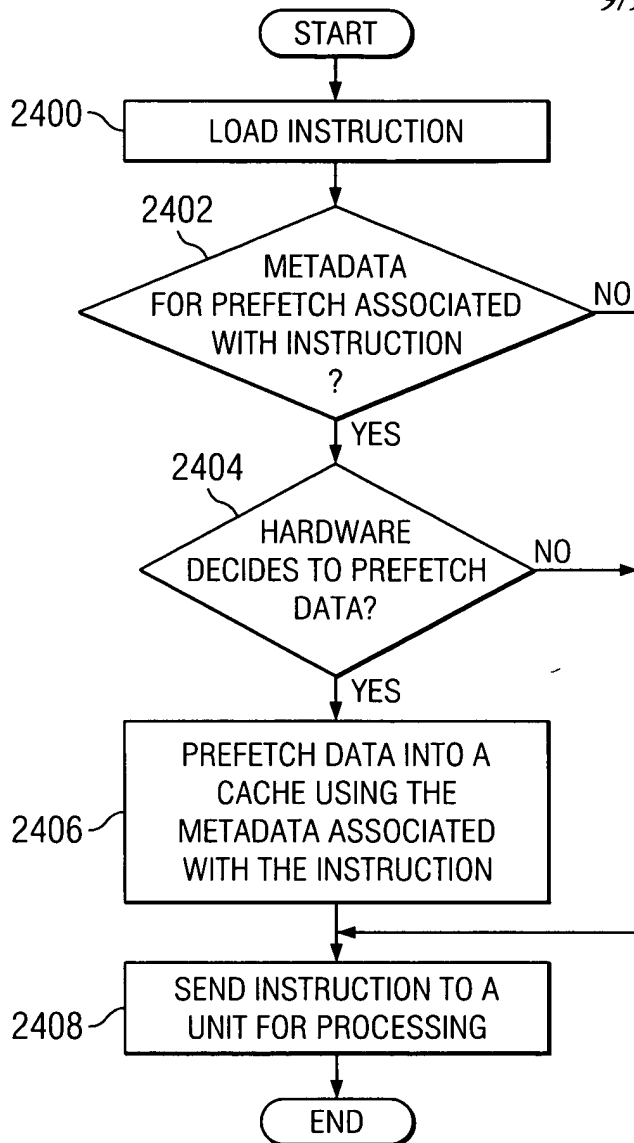 START
2400
LOAD INSTRUCTION
2402
METADATA
FOR PREFETCH ASSOCIATED
WITH INSTRUCTION
?
NO
YES
2404
HARDWARE
DECIDES TO PREFETCH
DATA?
NO
YES
2406
PREFETCH DATA INTO A
CACHE USING THE
METADATA ASSOCIATED
WITH THE INSTRUCTION
2408
SEND INSTRUCTION TO A
UNIT FOR PROCESSING
END